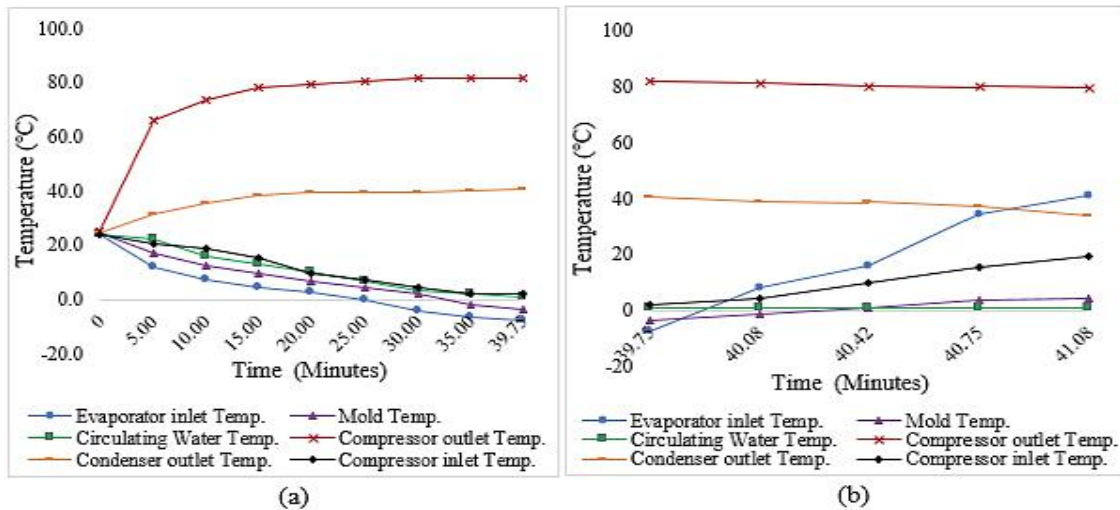 100.0
80.0
60.0
40.0
20.0
0.0
-20.0
Temperature (°C)
0
5.00
10.00
15.00
20.00
25.00
30.00
35.00
39.75
Time (Minutes)
Evaporator inlet Temp.
Mold Temp.
Circulating Water Temp.
Compressor outlet Temp.
Condenser outlet Temp.
Compressor inlet Temp.
(a)
100
80
60
40
20
0
-20
Temperature (°C)
39.75
40.08
40.42
40.75
41.08
Time (Minutes)
Evaporator inlet Temp.
Mold Temp.
Circulating Water Temp.
Compressor outlet Temp.
Condenser outlet Temp.
Compressor inlet Temp.
(b)